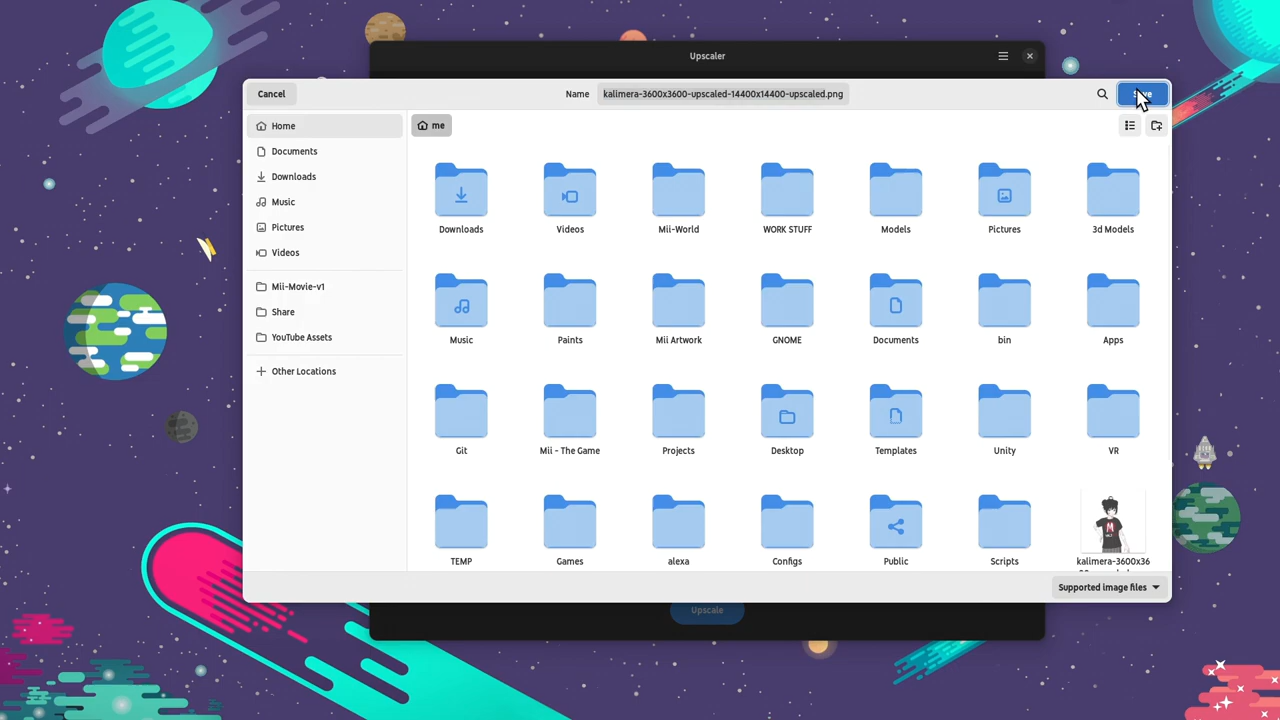 Upscaler
Cancel
Name
kalimera-3600x3600-upscaled-14400x14400-upscaled.png
Home
Documents
Downloads
Music
Pictures
Videos
Mii-Movie-v1
Share
YouTube Assets
Other Locations
me
Downloads
Videos
Mii-World
WORK STUFF
Models
Pictures
3d Models
Music
Paints
Mii Artwork
GNOME
Documents
bin
Apps
Git
Mii - The Game
Projects
Desktop
Templates
Unity
VR
TEMP
Games
alexa
Configs
Public
Scripts
kalimera-3600x36
Supported image files
Upscale